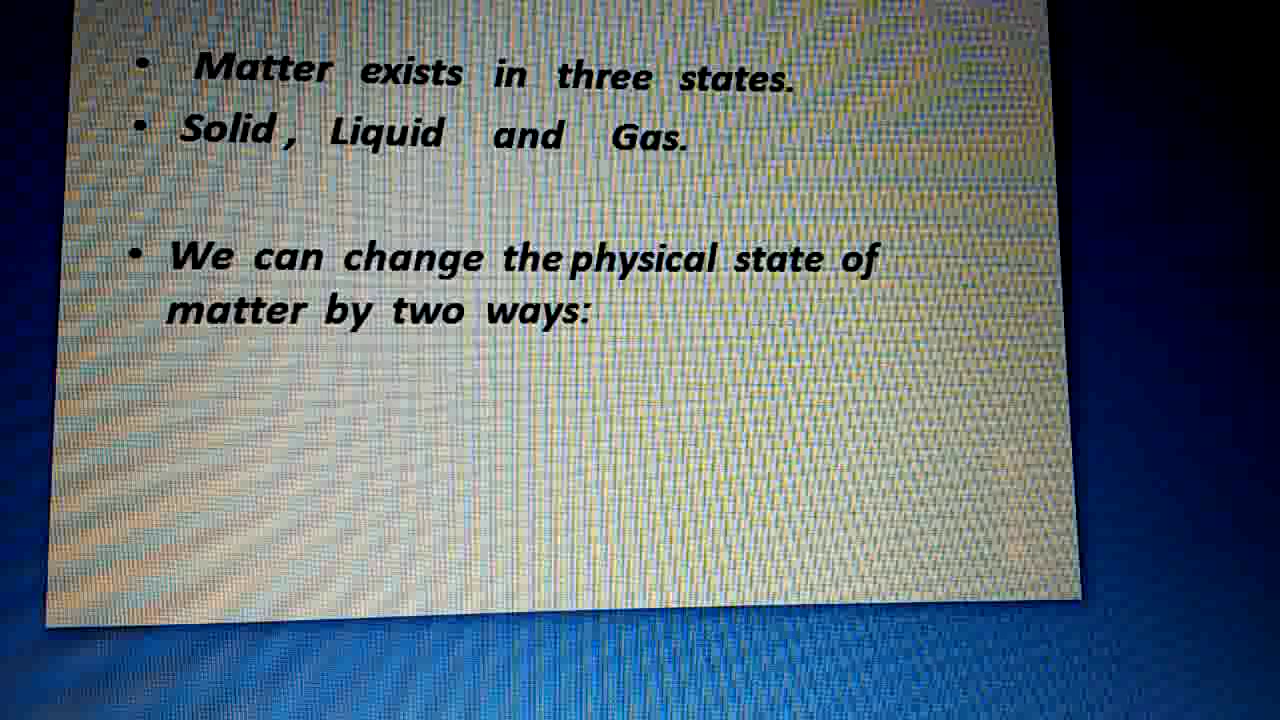 • Matter exists in three states.
• Solid , Liquid and Gas.
• We can change the physical state of
matter by two ways: